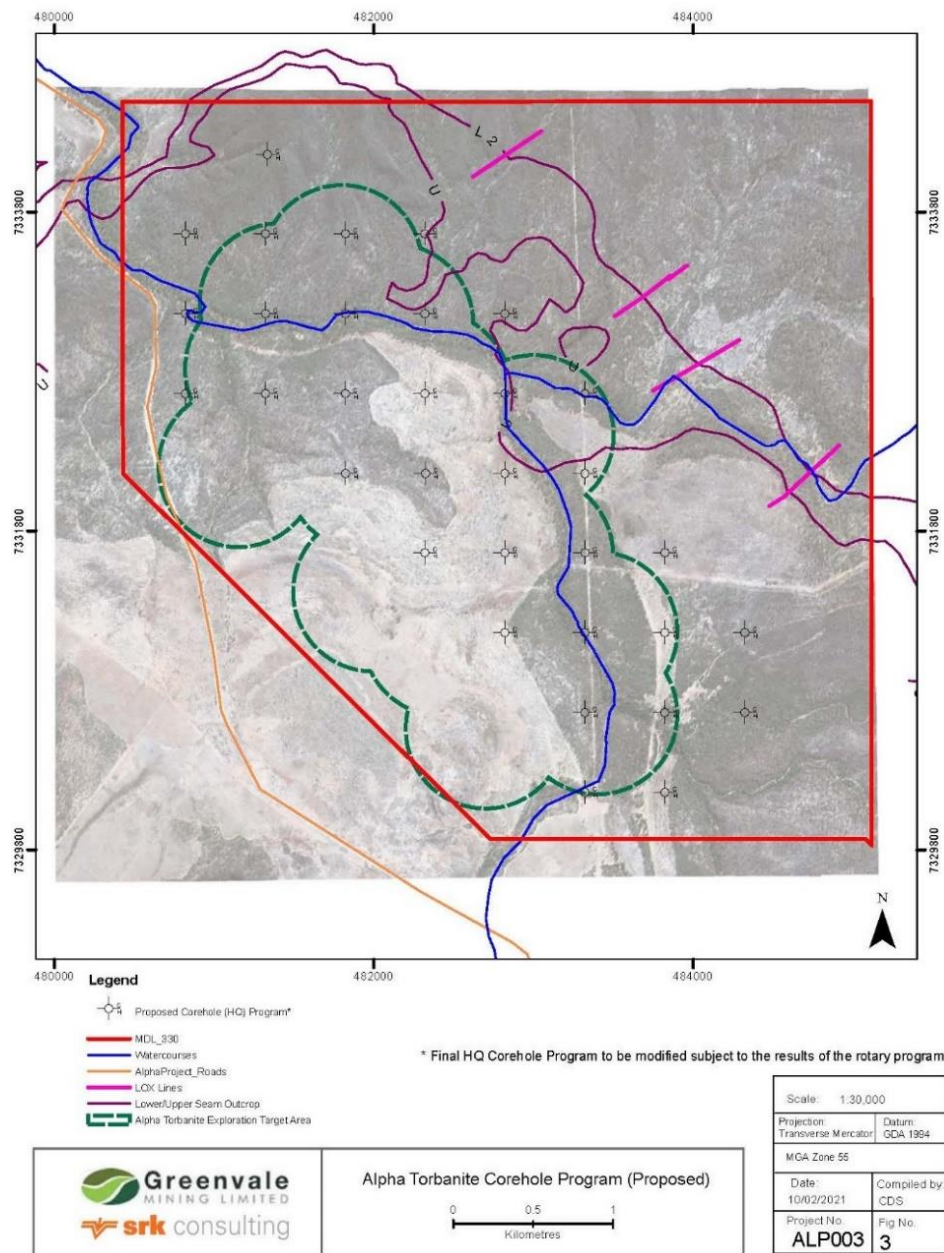 480000 482000 484000
L 2
U
7333800 7333800
U
U
U
7331800 7331800
7329800 7329800
N
480000 482000 484000
Legend
Proposed Corehole (HQ) Program*
MDL_330
Watercourses
AlphaProject_Roads
LOX Lines
Lower/Upper Seam Outcrop
Alpha Torbanite Exploration Target Area
* Final HQ Corehole Program to be modified subject to the results of the rotary program
Scale: 1:30,000
Projection: Datum:
Transverse Mercator GDA 1994
MGA Zone 55
Date: Compiled by:
10/02/2021 CDS
Project No. Fig No.
ALP003 3
Greenvale
MINING LIMITED
srk consulting
Alpha Torbanite Corehole Program (Proposed)
0 0.5 1
Kilometres